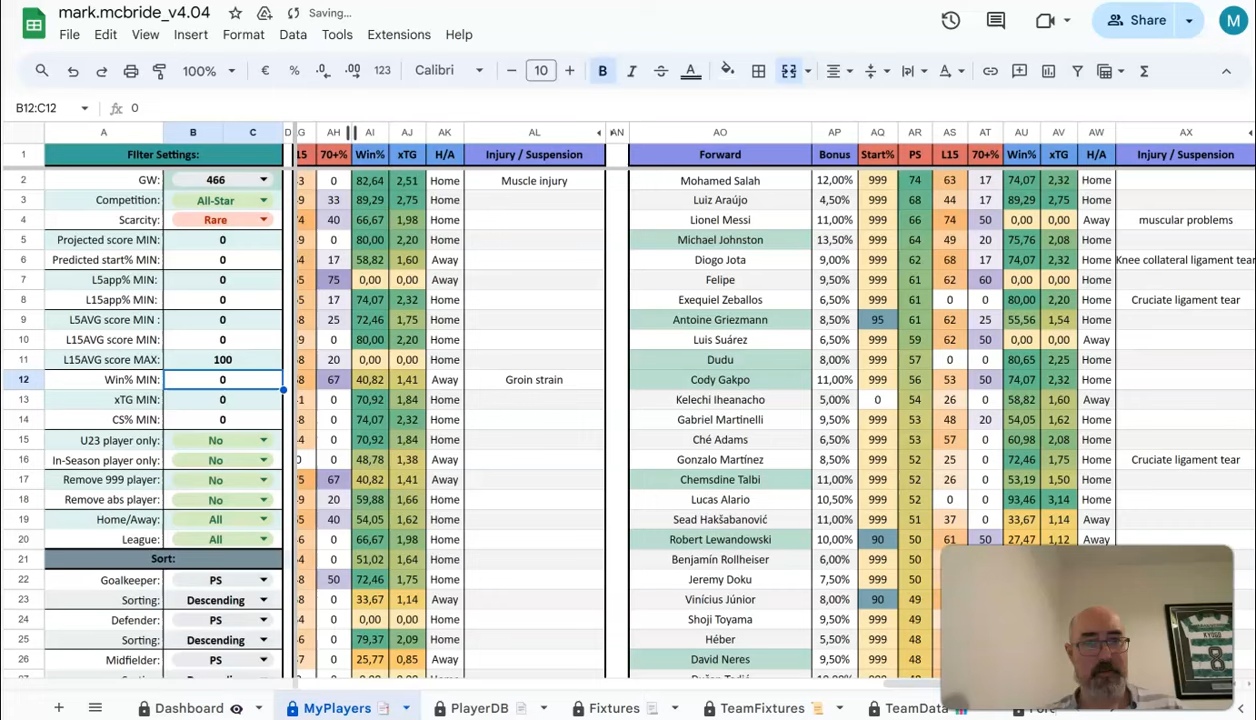 mark.mcbride_v4.04 Saving...
File Edit View Insert Format Data Tools Extensions Help
Share M
100% € % .0 .00 123 Calibri − 10 + B I S A Σ
B12:C12 fx 0
A B C D G AH AI AJ AK AL AN AO AP AQ AR AS AT AU AV AW AX
1 Filter Settings: 15 70+% Win% xTG H/A Injury / Suspension Forward Bonus Start% PS L15 70+% Win% xTG H/A Injury / Suspension
2 GW: 466 3 0 82,64 2,51 Home Muscle injury Mohamed Salah 12,00% 999 74 63 17 74,07 2,32 Home
3 Competition: All-Star 9 33 89,29 2,75 Home Luiz Araújo 4,50% 999 68 44 17 89,29 2,75 Home
4 Scarcity: Rare 4 40 66,67 1,98 Home Lionel Messi 11,00% 999 66 74 50 0,00 0,00 Away muscular problems
5 Projected score MIN: 0 9 0 80,00 2,20 Home Michael Johnston 13,50% 999 64 49 20 75,76 2,08 Home
6 Predicted start% MIN: 0 4 17 58,82 1,60 Away Diogo Jota 9,00% 999 62 68 17 74,07 2,32 Home Knee collateral ligament tear
7 L5app% MIN: 0 5 75 0,00 0,00 Away Felipe 9,50% 999 61 62 60 0,00 0,00 Away
8 L15app% MIN: 0 5 17 74,07 2,32 Home Exequiel Zeballos 6,50% 999 61 0 0 80,00 2,20 Home Cruciate ligament tear
9 L5AVG score MIN : 0 8 25 72,46 1,75 Home Antoine Griezmann 8,50% 95 61 62 25 55,56 1,54 Home
10 L15AVG score MIN: 0 9 0 80,00 2,20 Home Luis Suárez 9,50% 999 59 62 50 0,00 0,00 Away
11 L15AVG score MAX: 100 8 20 0,00 0,00 Home Dudu 8,00% 999 57 0 0 80,65 2,25 Home
12 Win% MIN: 0 8 67 40,82 1,41 Away Groin strain Cody Gakpo 11,00% 999 56 53 50 74,07 2,32 Home
13 xTG MIN: 0 1 0 70,92 1,84 Home Kelechi Iheanacho 5,00% 0 54 26 0 58,82 1,60 Away
14 CS% MIN: 0 8 0 74,07 2,32 Home Gabriel Martinelli 9,50% 999 53 48 20 54,05 1,62 Home
15 U23 player only: No 4 0 70,92 1,84 Home Ché Adams 6,50% 999 53 57 0 60,98 2,08 Home
16 In-Season player only: No 0 0 48,78 1,38 Away Gonzalo Martínez 8,50% 999 52 25 0 72,46 1,75 Home Cruciate ligament tear
17 Remove 999 player: No 5 67 40,82 1,41 Away Chemsdine Talbi 11,00% 999 52 26 0 53,19 1,50 Home
18 Remove abs player: No 9 20 59,88 1,66 Home Lucas Alario 10,50% 999 51 0 0 93,46 3,14 Home
19 Home/Away: All 5 40 54,05 1,62 Home Sead Hakšabanović 11,00% 999 51 37 0 33,67 1,14 Away
20 League: All 6 0 66,67 1,98 Home Robert Lewandowski 10,00% 90 50 61 50 27,47 1,12 Away
21 Sort: 4 0 51,02 1,64 Home Benjamín Rollheiser 6,00% 999 50
22 Goalkeeper: PS 8 50 72,46 1,75 Home Jeremy Doku 7,50% 999 50
23 Sorting: Descending 8 0 33,67 1,14 Away Vinícius Júnior 8,00% 90 49
24 Defender: PS 4 0 0,00 0,00 Away Shoji Toyama 9,50% 999 49
25 Sorting: Descending 6 0 79,37 2,09 Home Héber 5,50% 999 48
26 Midfielder: PS 7 0 25,77 0,85 Away David Neres 9,50% 999 48
KYOGO
8
+ Dashboard MyPlayers PlayerDB Fixtures TeamFixtures TeamData